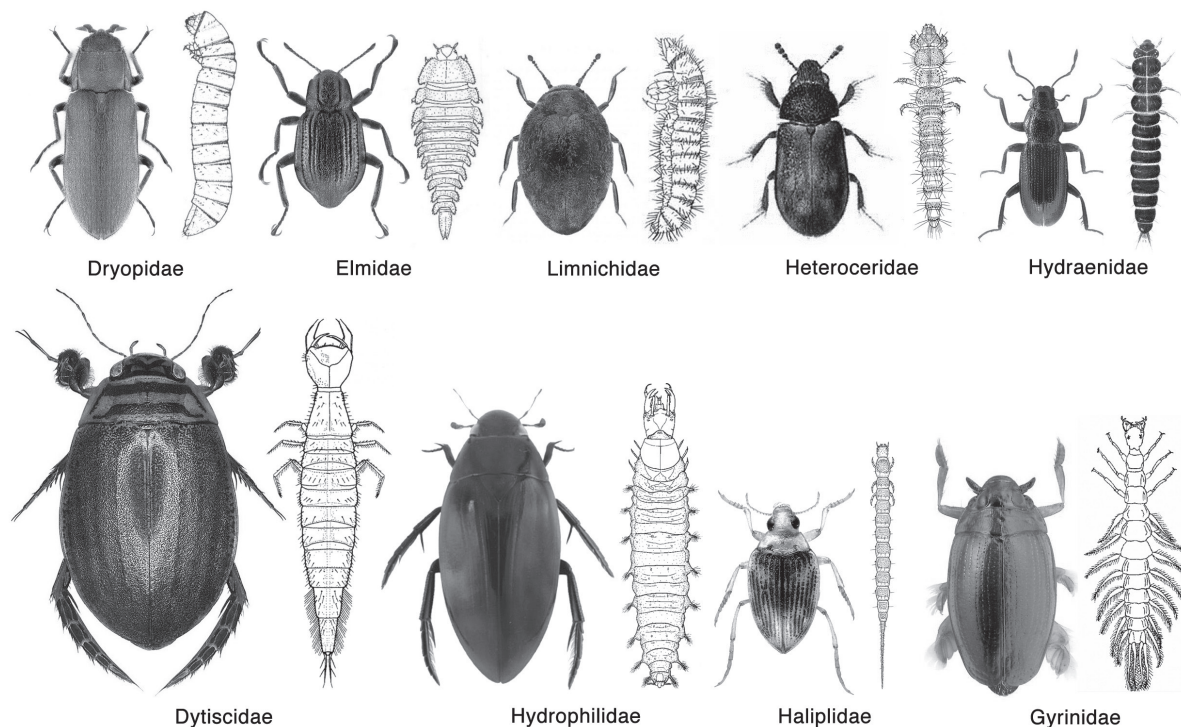 Dryopidae
Elmidae
Limnichidae
Heteroceridae
Hydraenidae
Dytiscidae
Hydrophilidae
Haliplidae
Gyrinidae